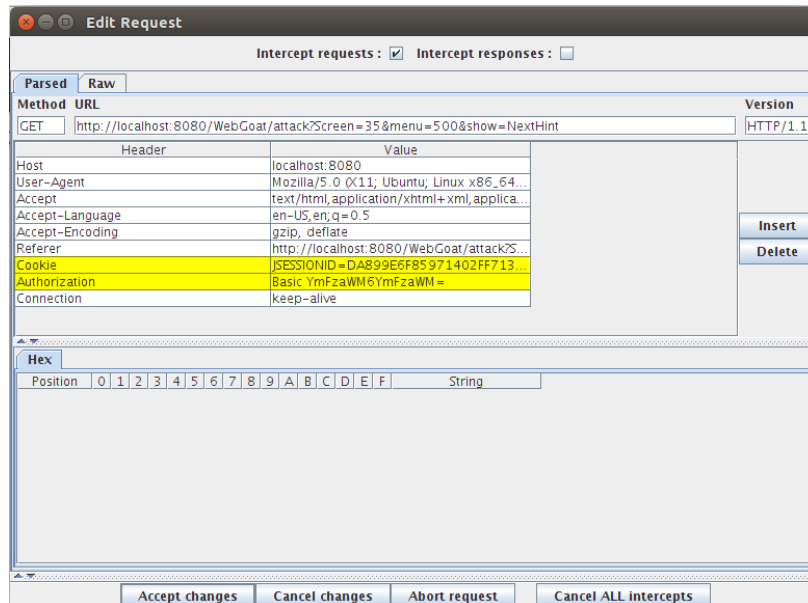 Edit Request
Intercept requests : Intercept responses :
Parsed Raw
Method URL Version
GET http://localhost:8080/WebGoat/attack?Screen=35&menu=500&show=NextHint HTTP/1.1
Header Value
Host localhost:8080
User-Agent Mozilla/5.0 (X11; Ubuntu; Linux x86_64...
Accept text/html,application/xhtml+xml,applica...
Accept-Language en-US,en;q=0.5
Accept-Encoding gzip, deflate
Referer http://localhost:8080/WebGoat/attack?S...
Cookie JSESSIONID=DA899E6F85971402FF713...
Authorization Basic YmFzaWM6YmFzaWM=
Connection keep-alive
Insert
Delete
Hex
Position 0 1 2 3 4 5 6 7 8 9 A B C D E F String
Accept changes Cancel changes Abort request Cancel ALL intercepts